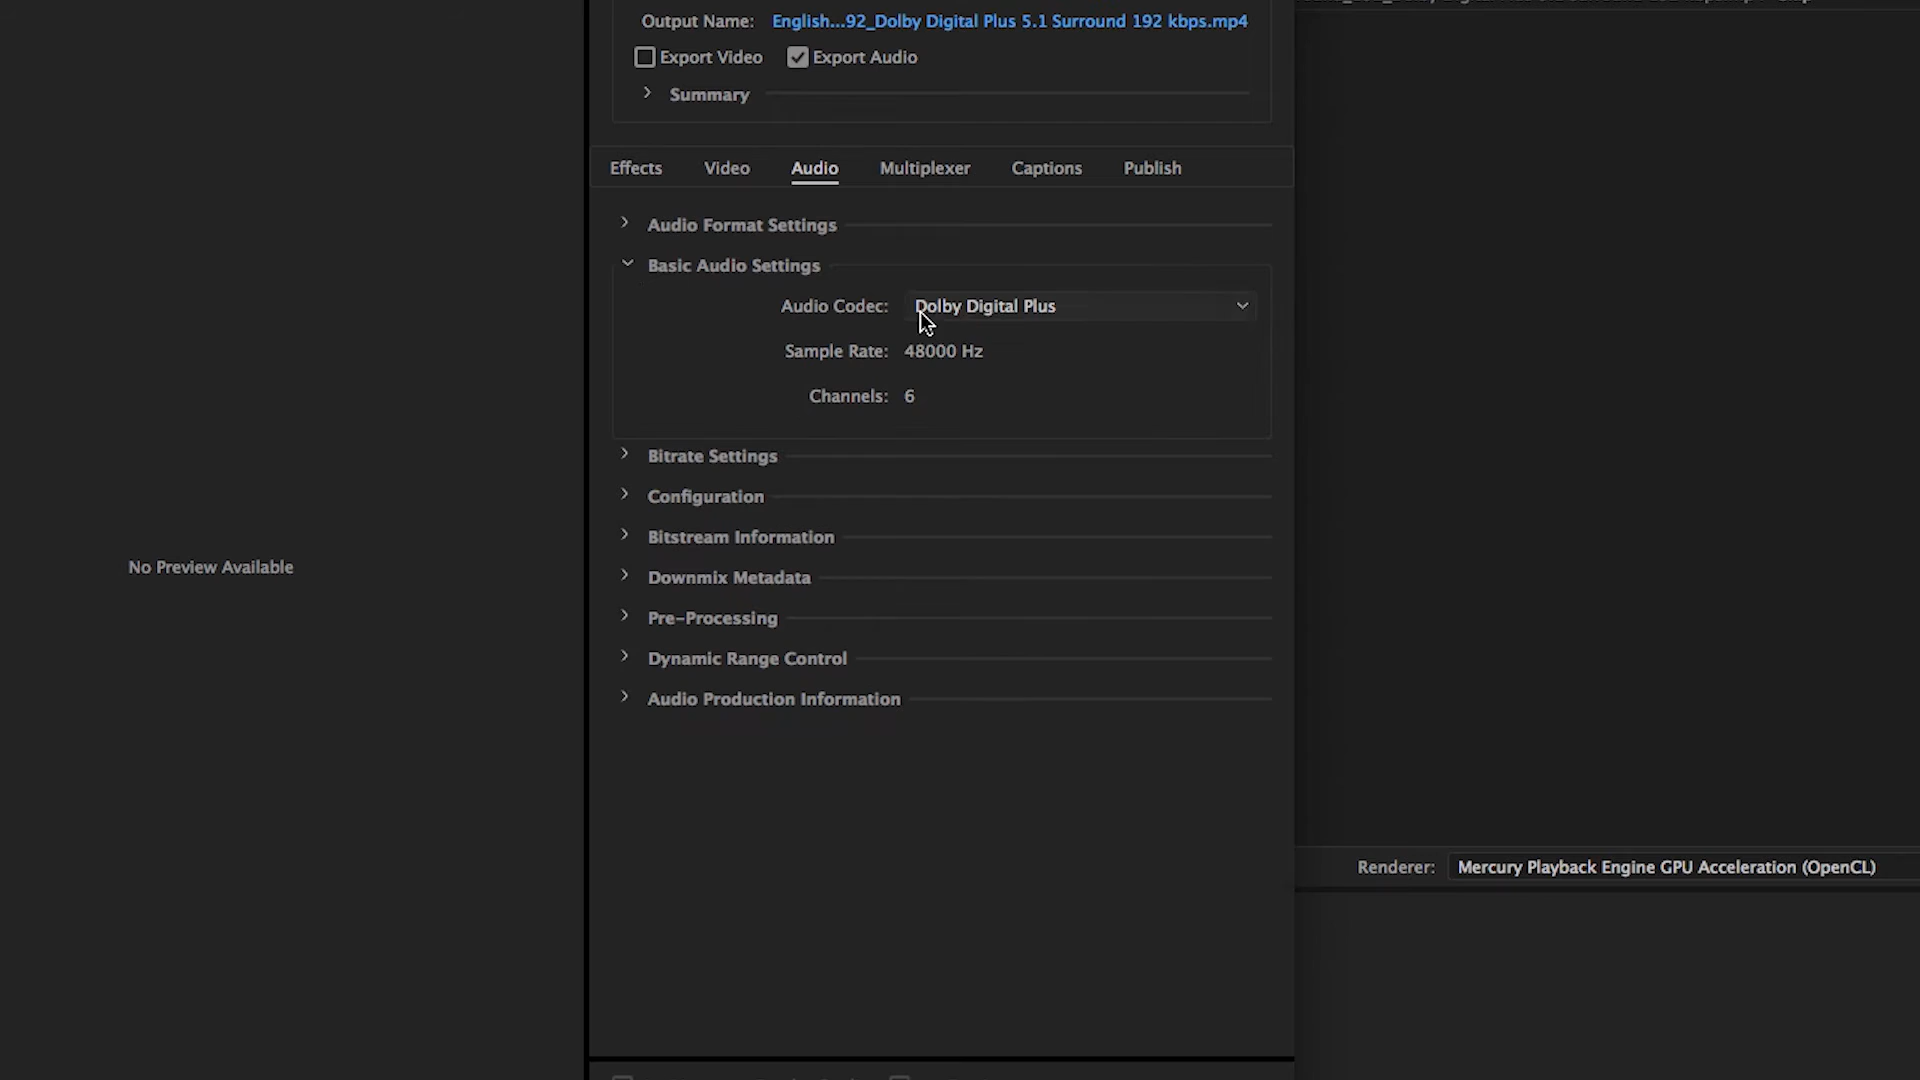 Output Name: English...92_Dolby Digital Plus 5.1 Surround 192 kbps.mp4
Export Video Export Audio
Summary
Effects Video Audio Multiplexer Captions Publish
Audio Format Settings
Basic Audio Settings
Audio Codec: Dolby Digital Plus
Sample Rate: 48000 Hz
Channels: 6
Bitrate Settings
Configuration
Bitstream Information
No Preview Available
Downmix Metadata
Pre-Processing
Dynamic Range Control
Audio Production Information
Renderer: Mercury Playback Engine GPU Acceleration (OpenCL)